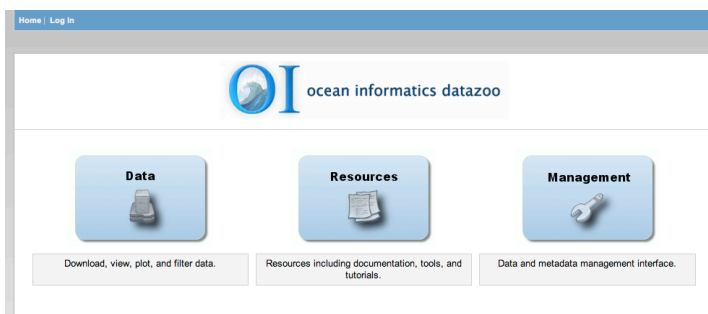 Home | Log In
OI ocean informatics datazoo
Data
Resources
Management
Download, view, plot, and filter data.
Resources including documentation, tools, and
tutorials.
Data and metadata management interface.